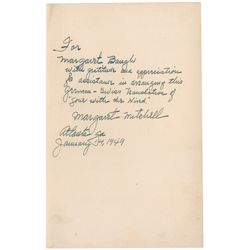 For
Margaret Baugh
with gratitude and appreciation
for assistance in arranging this
German-Swiss translation of
"Gone with the Wind"
Margaret Mitchell
Atlanta, Ga
January 24, 1949